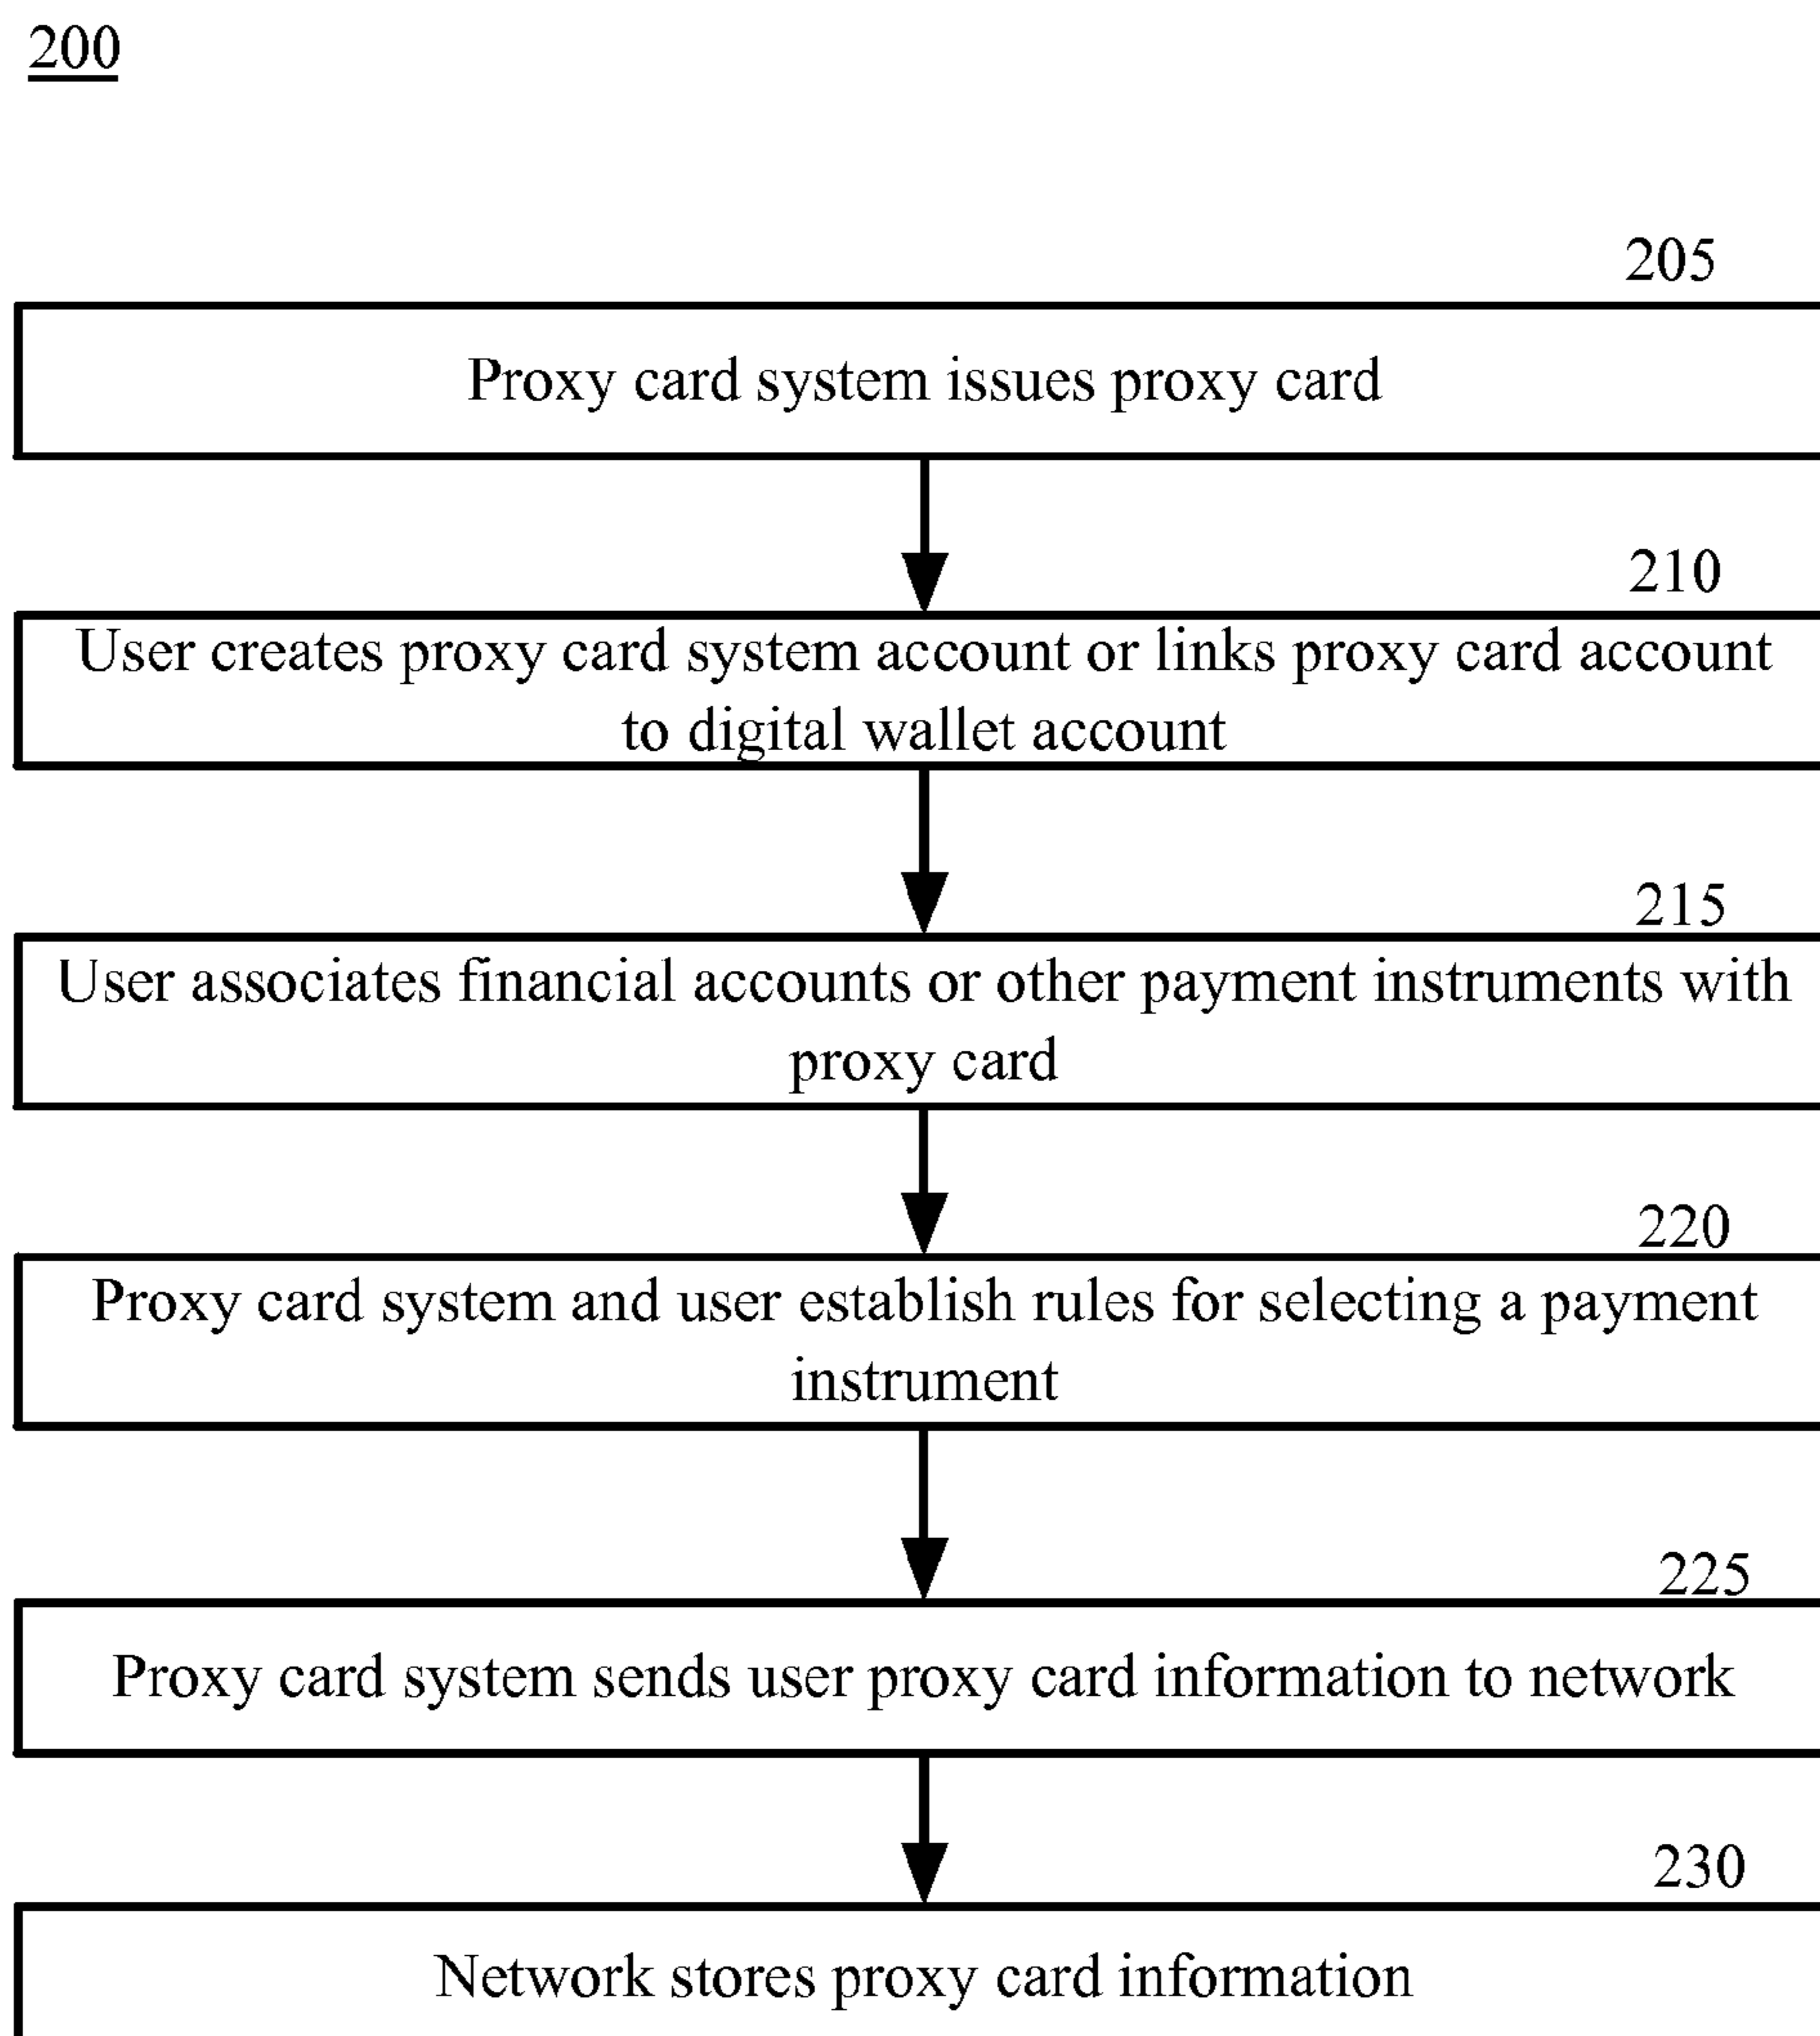 200
205
Proxy card system issues proxy card
210
User creates proxy card system account or links proxy card account
to digital wallet account
215
User associates financial accounts or other payment instruments with
proxy card
220
Proxy card system and user establish rules for selecting a payment
instrument
225
Proxy card system sends user proxy card information to network
230
Network stores proxy card information